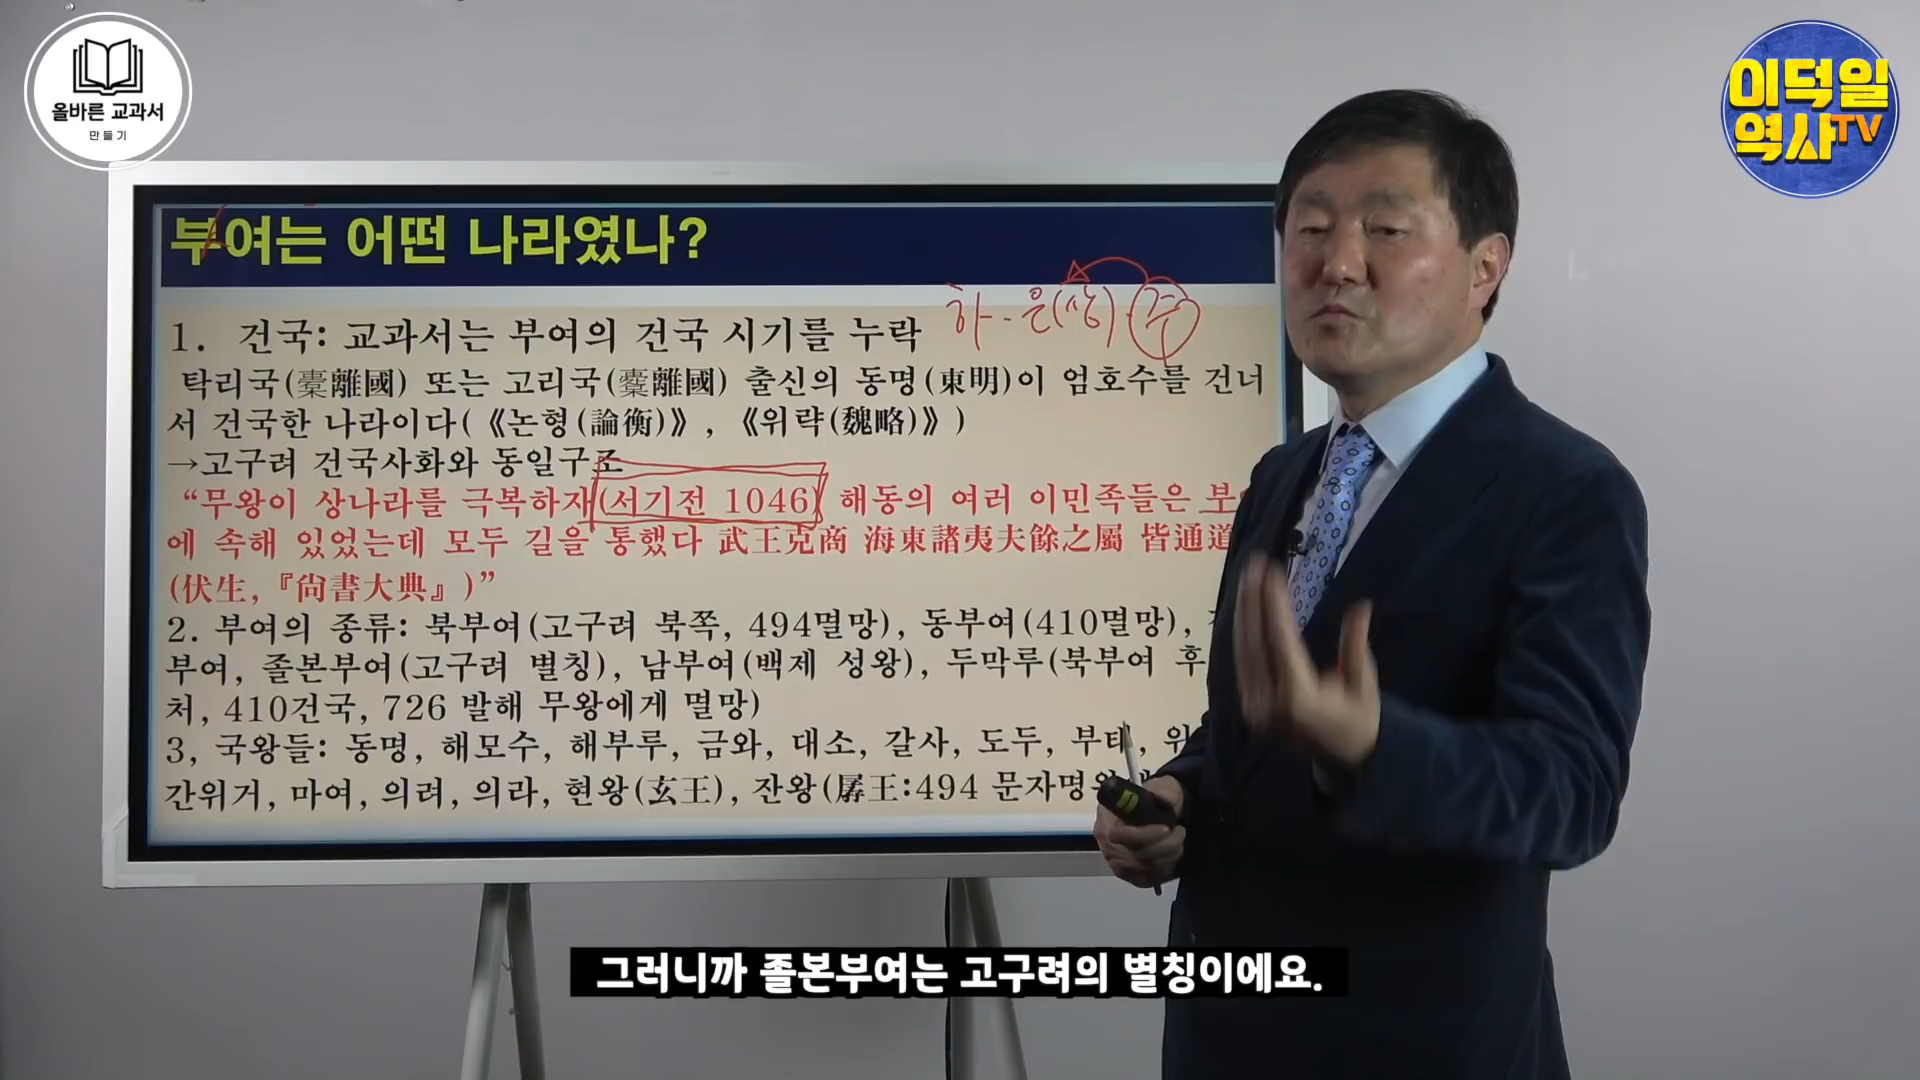 올바른 교과서
만들기
이덕일
역사TV
부여는 어떤 나라였나?
하 - 은(상) - 주
1. 건국: 교과서는 부여의 건국 시기를 누락
탁리국(橐離國) 또는 고리국(櫜離國) 출신의 동명(東明)이 엄호수를 건너
서 건국한 나라이다(《논형(論衡)》, 《위략(魏略)》)
→고구려 건국사화와 동일구조
“무왕이 상나라를 극복하자(서기전 1046) 해동의 여러 이민족들은 부
에 속해 있었는데 모두 길을 통했다 武王克商 海東諸夷夫餘之屬 皆通道
(伏生, 『尙書大典』)”
2. 부여의 종류: 북부여(고구려 북쪽, 494멸망), 동부여(410멸망),
부여, 졸본부여(고구려 별칭), 남부여(백제 성왕), 두막루(북부여 후
처, 410건국, 726 발해 무왕에게 멸망)
3, 국왕들: 동명, 해모수, 해부루, 금와, 대소, 갈사, 도두, 부태, 위
간위거, 마여, 의려, 의라, 현왕(玄王), 잔왕(孱王:494 문자명왕
그러니까 졸본부여는 고구려의 별칭이에요.